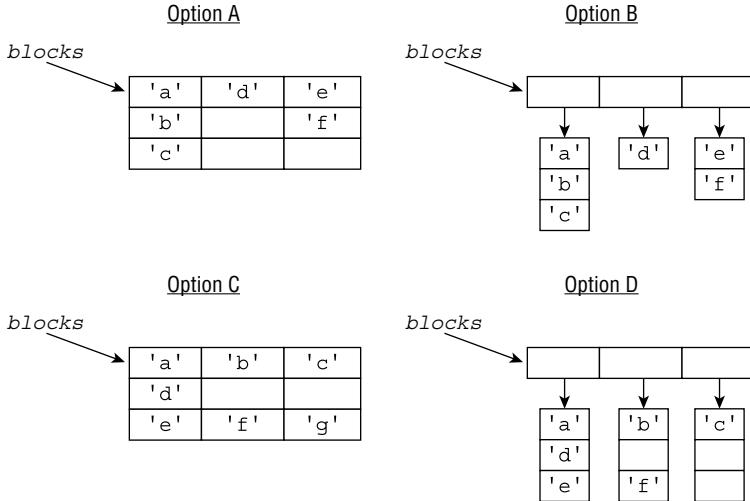 Option A
Option B
blocks
blocks
'a' 'd' 'e'
'b' 'f'
'c'
'a' 'd' 'e'
'b' 'f'
'c'
Option C
Option D
blocks
blocks
'a' 'b' 'c'
'd'
'e' 'f' 'g'
'a' 'b' 'c'
'd'
'e' 'f'